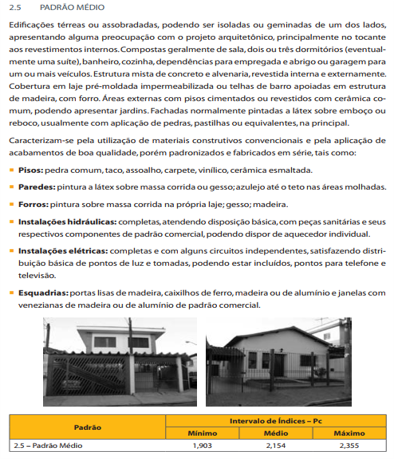 2.5 PADRÃO MÉDIO
Edificações térreas ou assobradadas, podendo ser isoladas ou geminadas de um dos lados,
apresentando alguma preocupação com o projeto arquitetônico, principalmente no tocante
aos revestimentos internos. Compostas geralmente de sala, dois ou três dormitórios (eventual-
mente uma suíte), banheiro, cozinha, dependências para empregada e abrigo ou garagem para
um ou mais veículos. Estrutura mista de concreto e alvenaria, revestida interna e externamente.
Cobertura em laje pré-moldada impermeabilizada ou telhas de barro apoiadas em estrutura
de madeira, com forro. Áreas externas com pisos cimentados ou revestidos com cerâmica co-
mum, podendo apresentar jardins. Fachadas normalmente pintadas a látex sobre emboço ou
reboco, usualmente com aplicação de pedras, pastilhas ou equivalentes, na principal.
Caracterizam-se pela utilização de materiais construtivos convencionais e pela aplicação de
acabamentos de boa qualidade, porém padronizados e fabricados em série, tais como:
Pisos: pedra comum, taco, assoalho, carpete, vinílico, cerâmica esmaltada.
Paredes: pintura a látex sobre massa corrida ou gesso; azulejo até o teto nas áreas molhadas.
Forros: pintura sobre massa corrida na própria laje; gesso; madeira.
Instalações hidráulicas: completas, atendendo disposição básica, com peças sanitárias e seus
respectivos componentes de padrão comercial, podendo dispor de aquecedor individual.
Instalações elétricas: completas e com alguns circuitos independentes, satisfazendo distri-
buição básica de pontos de luz e tomadas, podendo estar incluídos, pontos para telefone e
televisão.
Esquadrias: portas lisas de madeira, caixilhos de ferro, madeira ou de alumínio e janelas com
venezianas de madeira ou de alumínio de padrão comercial.
Padrão Intervalo de Índices – Pc
Mínimo Médio Máximo
2.5 – Padrão Médio 1,903 2,154 2,355